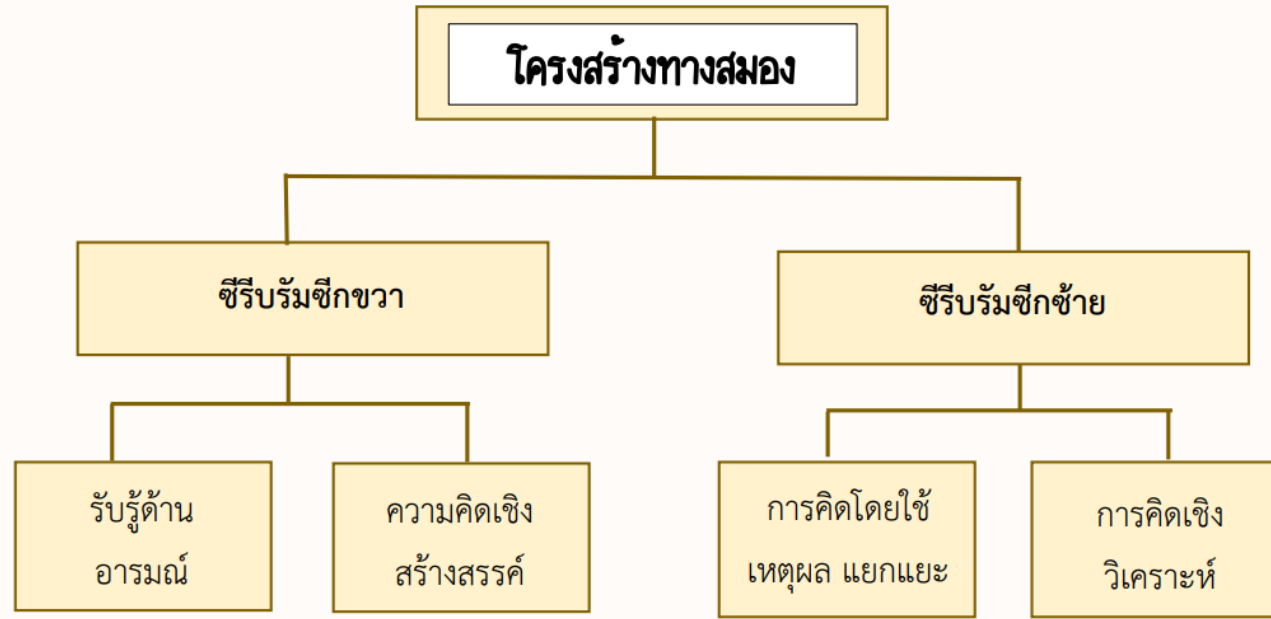 โครงสร้างทางสมอง
ซีรีบรัมซีกขวา
ซีรีบรัมซีกซ้าย
รับรู้ด้าน
อารมณ์
ความคิดเชิง
สร้างสรรค์
การคิดโดยใช้
เหตุผล แยกแยะ
การคิดเชิง
วิเคราะห์